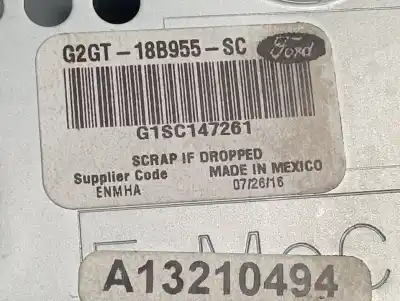 G2GT-18B955-SC Ford
G1SC147261
SCRAP IF DROPPED
Supplier Code MADE IN MEXICO
ENMHA 07/26/16
A13210494